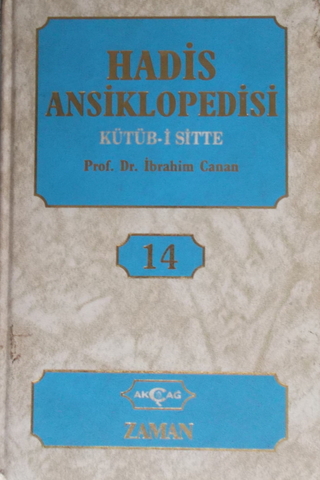 HADİS
ANSİKLOPEDİSİ
KÜTÜB-İ SİTTE
Prof. Dr. İbrahim Canan
14
AKÇAĞ
ZAMAN